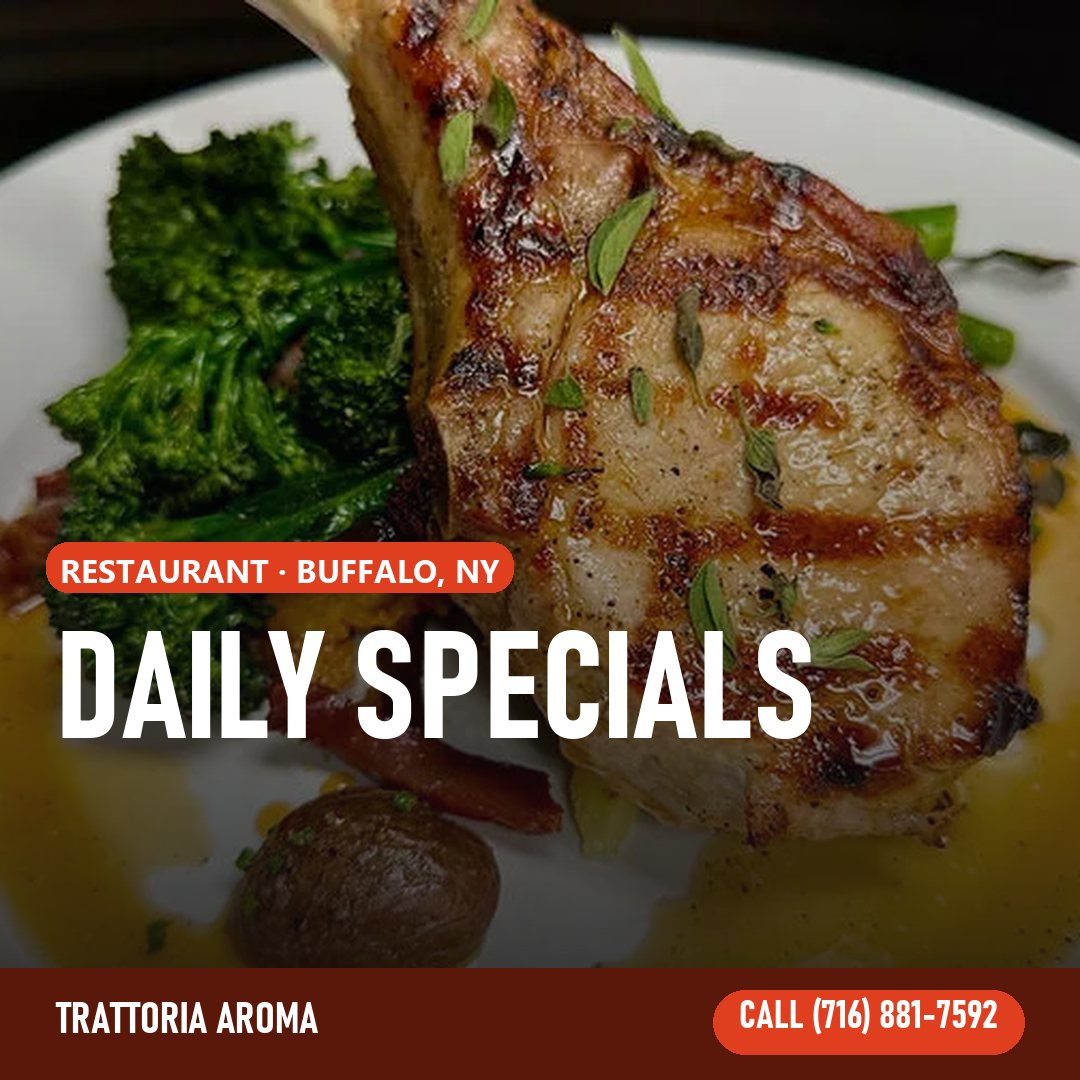 RESTAURANT · BUFFALO, NY
DAILY SPECIALS
TRATTORIA AROMA
CALL (716) 881-7592